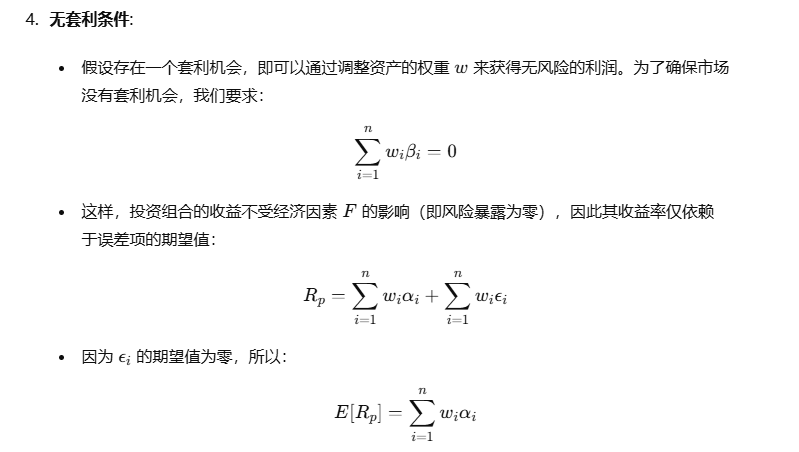 4. 无套利条件:
• 假设存在一个套利机会，即可以通过调整资产的权重 w 来获得无风险的利润。为了确保市场
没有套利机会，我们要求：
\sum_{i=1}^{n} w_i β_i = 0
• 这样，投资组合的收益不受经济因素 F 的影响（即风险暴露为零），因此其收益率仅依赖
于误差项的期望值：
R_p = \sum_{i=1}^{n} w_i α_i + \sum_{i=1}^{n} w_i ϵ_i
• 因为 ϵ_i 的期望值为零，所以：
E[R_p] = \sum_{i=1}^{n} w_i α_i